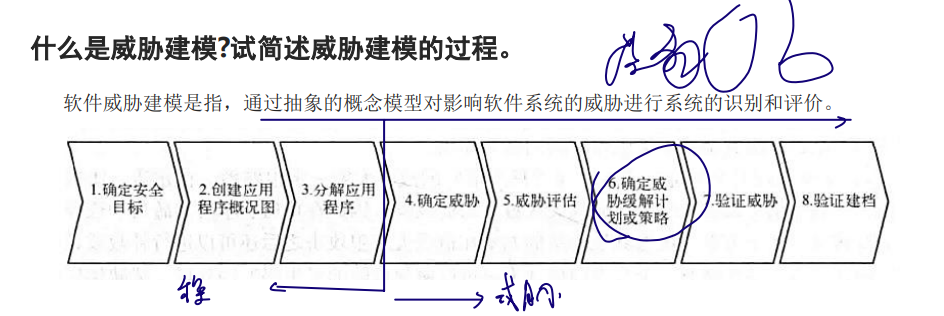 什么是威胁建模?试简述威胁建模的过程。
软件威胁建模是指，通过抽象的概念模型对影响软件系统的威胁进行系统的识别和评价。
1.确定安全
目标
2.创建应用
程序概况图
3.分解应用
程序
4.确定威胁
5.威胁评估
6.确定威
胁缓解计
划或策略
7.验证威胁
8.验证建档